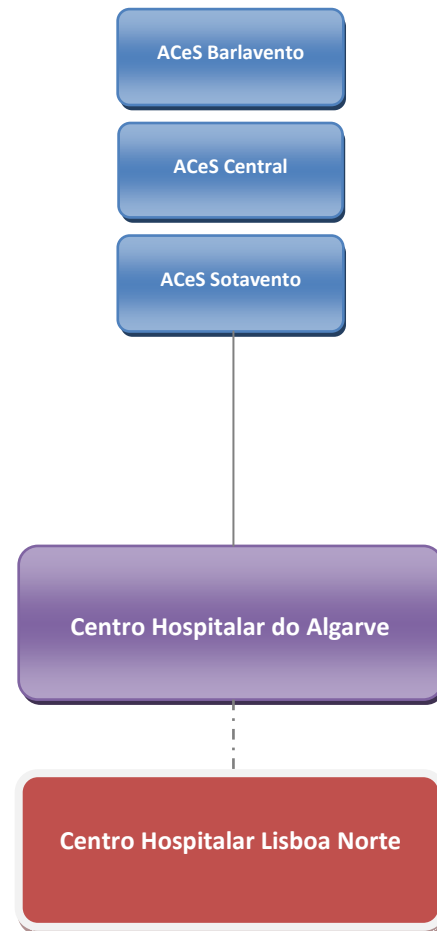 ACeS Barlavento
ACeS Central
ACeS Sotavento
Centro Hospitalar do Algarve
Centro Hospitalar Lisboa Norte